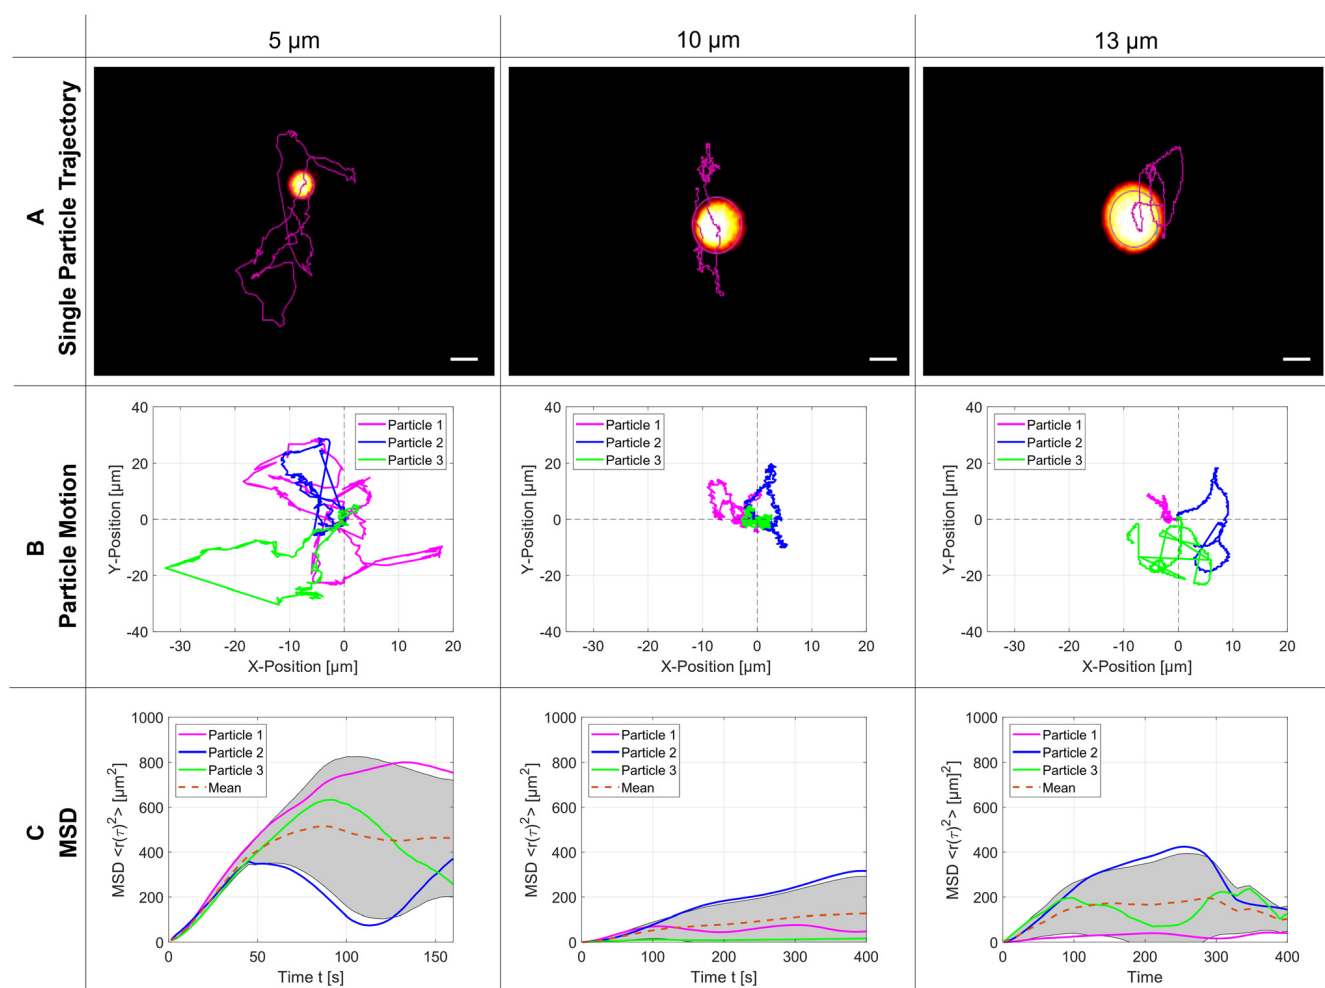 5 μm
10 μm
13 μm
A
Single Particle Trajectory
B
Particle Motion
40
20
0
-20
-40
-30
-20
-10
0
10
20
Y-Position [μm]
X-Position [μm]
Particle 1
Particle 2
Particle 3
40
20
0
-20
-40
-30
-20
-10
0
10
20
Y-Position [μm]
X-Position [μm]
Particle 1
Particle 2
Particle 3
40
20
0
-20
-40
-30
-20
-10
0
10
20
Y-Position [μm]
X-Position [μm]
Particle 1
Particle 2
Particle 3
C
MSD
1000
800
600
400
200
0
0
50
100
150
MSD <r(τ)²> [μm²]
Time t [s]
Particle 1
Particle 2
Particle 3
Mean
1000
800
600
400
200
0
0
100
200
300
400
MSD <r(τ)²> [μm²]
Time t [s]
Particle 1
Particle 2
Particle 3
Mean
1000
800
600
400
200
0
0
100
200
300
400
MSD <r(τ)²> [μm]²
Time
Particle 1
Particle 2
Particle 3
Mean